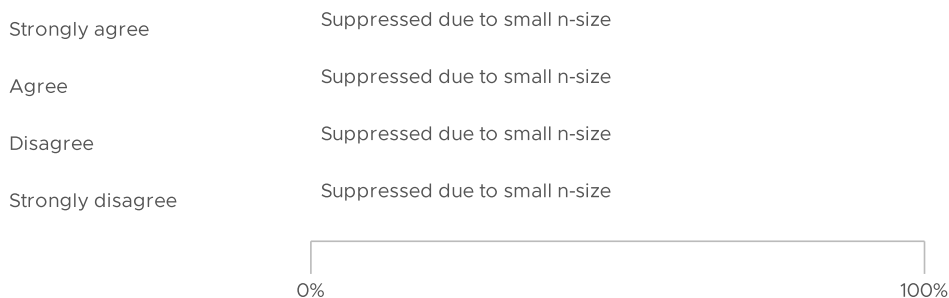 Strongly agree Suppressed due to small n-size
Agree Suppressed due to small n-size
Disagree Suppressed due to small n-size
Strongly disagree Suppressed due to small n-size
0% 100%